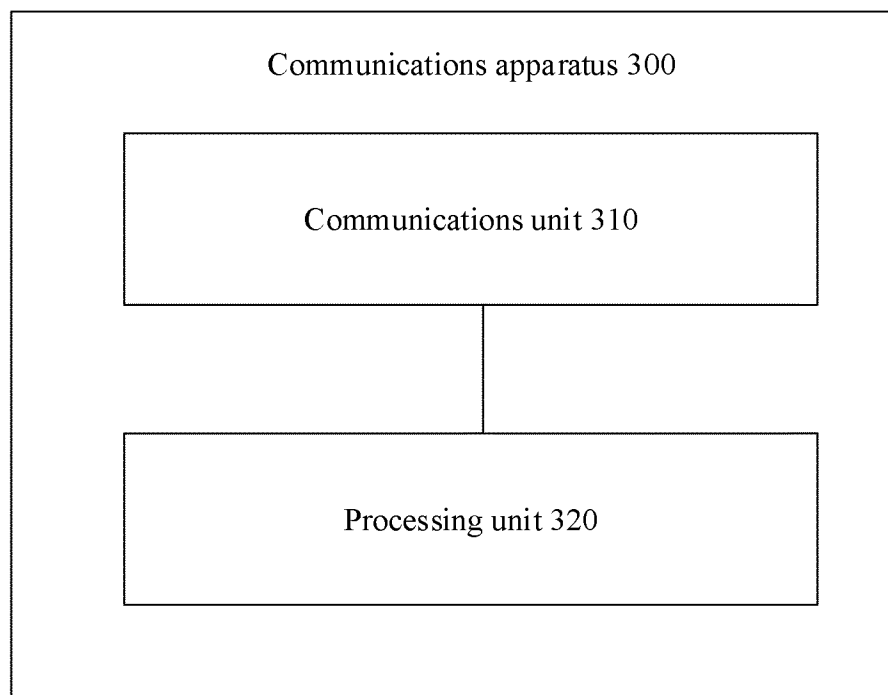 Communications apparatus 300
Communications unit 310
Processing unit 320